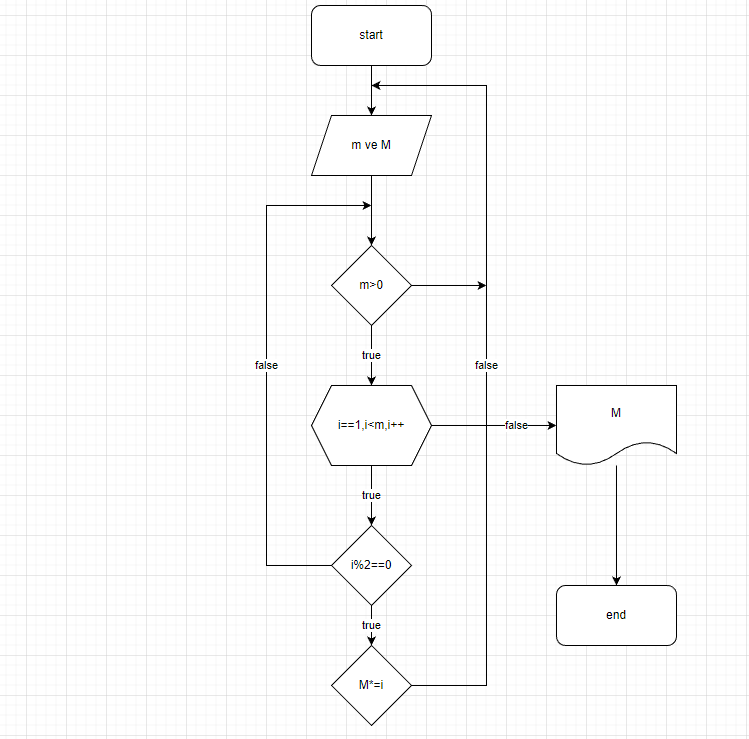 start
m ve M
m>0
true
false
false
i==1,i<m,i++
false
M
true
i%2==0
true
end
M*=i